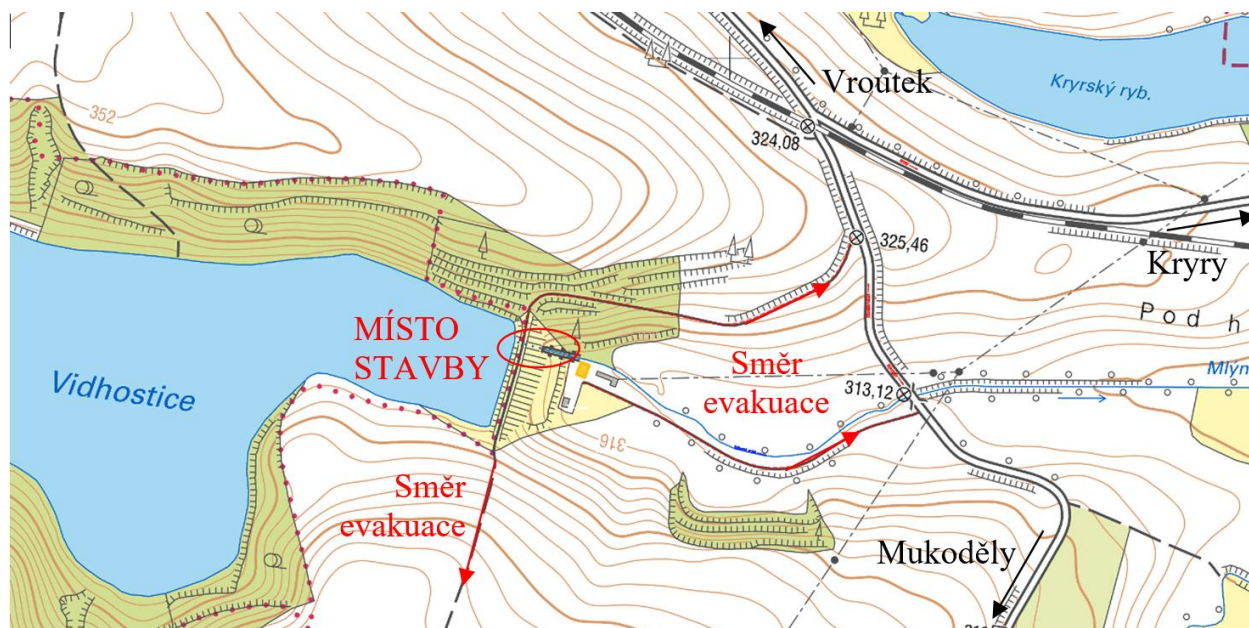 352
Vroutek
324,08
Kryrský ryb.
325,46
Kryry
Pod h
MÍSTO
STAVBY
Vidhostice
Směr
evakuace
313,12
Mlýn
316
Směr
evakuace
Mukoděly